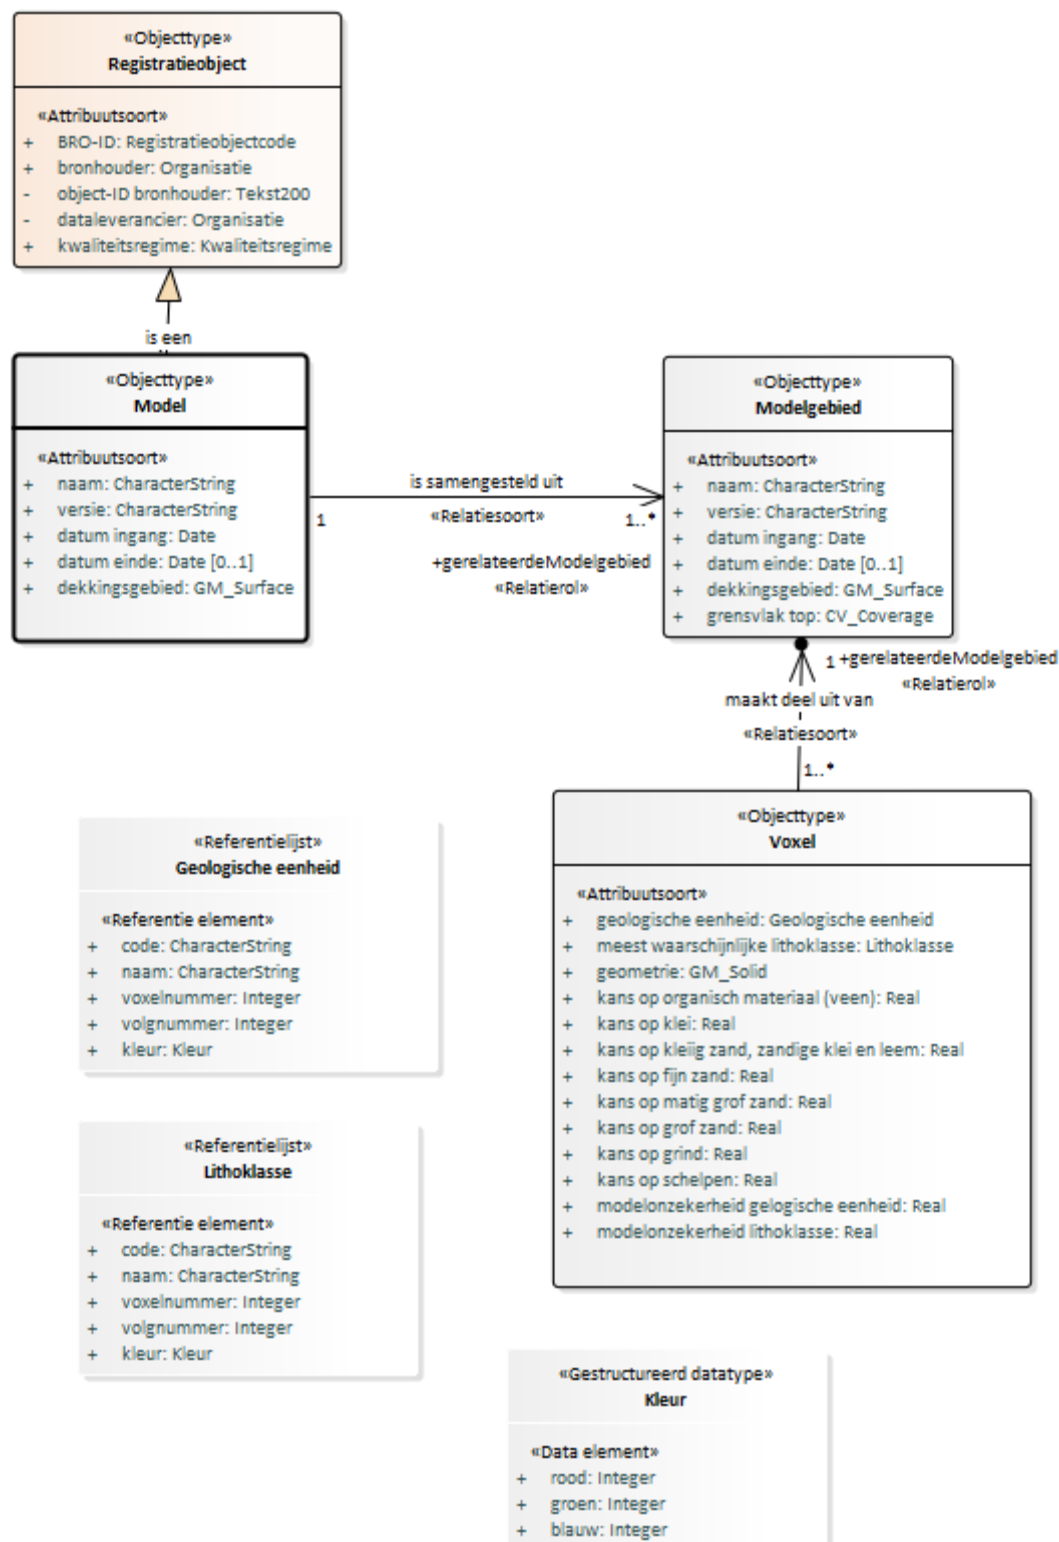 «Objecttype»
Registratieobject
«Attribuutsoort»
+ BRO-ID: Registratieobjectcode
+ bronhouder: Organisatie
- object-ID bronhouder: Tekst200
- dataleverancier: Organisatie
+ kwaliteitsregime: Kwaliteitsregime
is een
«Objecttype»
Model
«Attribuutsoort»
+ naam: CharacterString
+ versie: CharacterString
+ datum ingang: Date
+ datum einde: Date [0..1]
+ dekkingsgebied: GM_Surface
is samengesteld uit
1 «Relatiesoort» 1..*
+gerelateerdeModelgebied
«Relatierol»
«Objecttype»
Modelgebied
«Attribuutsoort»
+ naam: CharacterString
+ versie: CharacterString
+ datum ingang: Date
+ datum einde: Date [0..1]
+ dekkingsgebied: GM_Surface
+ grensvlak top: CV_Coverage
1 +gerelateerdeModelgebied
«Relatierol»
maakt deel uit van
«Relatiesoort»
1..*
«Objecttype»
Voxel
«Attribuutsoort»
+ geologische eenheid: Geologische eenheid
+ meest waarschijnlijke lithoklasse: Lithoklasse
+ geometrie: GM_Solid
+ kans op organisch materiaal (veen): Real
+ kans op klei: Real
+ kans op kleiig zand, zandige klei en leem: Real
+ kans op fijn zand: Real
+ kans op matig grof zand: Real
+ kans op grof zand: Real
+ kans op grind: Real
+ kans op schelpen: Real
+ modelonzekerheid gelogische eenheid: Real
+ modelonzekerheid lithoklasse: Real
«Referentielijst»
Geologische eenheid
«Referentie element»
+ code: CharacterString
+ naam: CharacterString
+ voxelnummer: Integer
+ volgnummer: Integer
+ kleur: Kleur
«Referentielijst»
Lithoklasse
«Referentie element»
+ code: CharacterString
+ naam: CharacterString
+ voxelnummer: Integer
+ volgnummer: Integer
+ kleur: Kleur
«Gestructureerd datatype»
Kleur
«Data element»
+ rood: Integer
+ groen: Integer
+ blauw: Integer